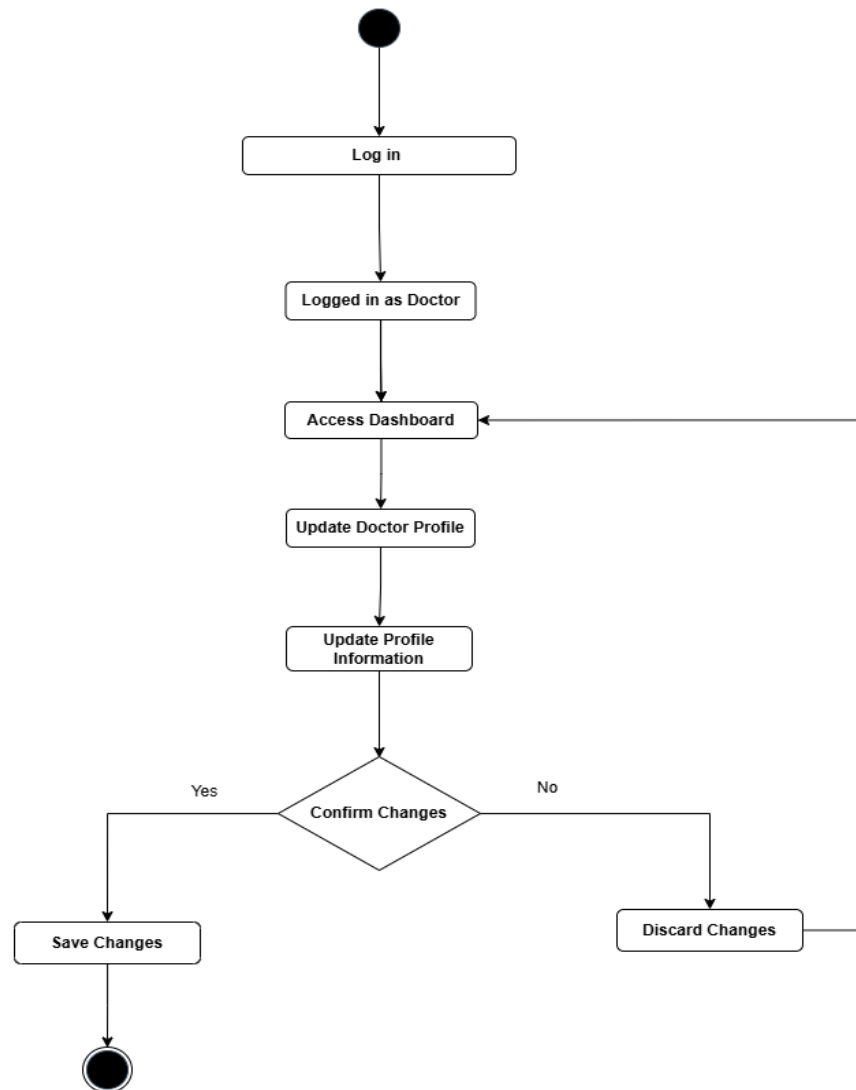 Log in
Logged in as Doctor
Access Dashboard
Update Doctor Profile
Update Profile
Information
Yes
Confirm Changes
No
Save Changes
Discard Changes